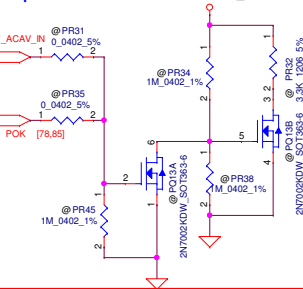 _ACAV_IN
@PR31
0_0402_5%
1
2
@PR35
0_0402_5%
1
2
POK
[78,85]
@PR34
1M_0402_1%
1
2
@PR32
3.3K_1206_5%
1
2
3
@PQ13B
2N7002KDW_SOT363-6
5
4
@PQ13A
2N7002KDW_SOT363-6
6
2
1
@PR38
1M_0402_1%
1
2
@PR45
1M_0402_1%
1
2